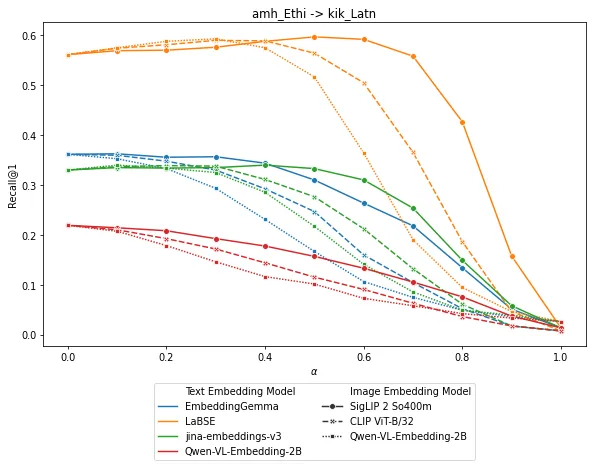 amh_Ethi -> kik_Latn
Recall@1
0.6
0.5
0.4
0.3
0.2
0.1
0.0
0.0 0.2 0.4 0.6 0.8 1.0
α
Text Embedding Model Image Embedding Model
EmbeddingGemma SigLIP 2 So400m
LaBSE CLIP ViT-B/32
jina-embeddings-v3 Qwen-VL-Embedding-2B
Qwen-VL-Embedding-2B